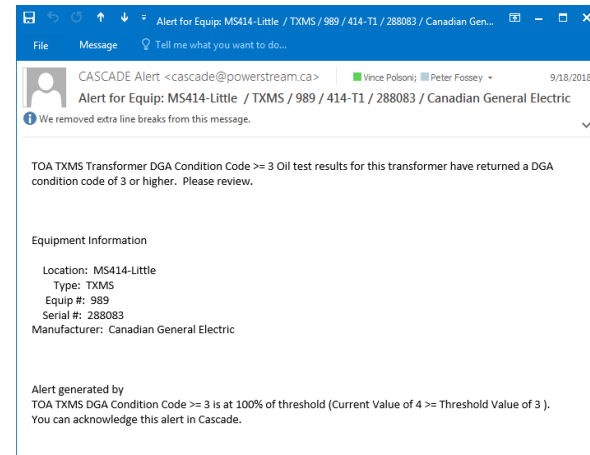 Alert for Equip: MS414-Little / TXMS / 989 / 414-T1 / 288083 / Canadian Gen...
File Message Tell me what you want to do...
CASCADE Alert <cascade@powerstream.ca> Vince Polsoni; Peter Fossey 9/18/2018
Alert for Equip: MS414-Little / TXMS / 989 / 414-T1 / 288083 / Canadian General Electric
We removed extra line breaks from this message.
TOA TXMS Transformer DGA Condition Code >= 3 Oil test results for this transformer have returned a DGA
condition code of 3 or higher. Please review.
Equipment Information
Location: MS414-Little
Type: TXMS
Equip #: 989
Serial #: 288083
Manufacturer: Canadian General Electric
Alert generated by
TOA TXMS DGA Condition Code >= 3 is at 100% of threshold (Current Value of 4 >= Threshold Value of 3 ).
You can acknowledge this alert in Cascade.